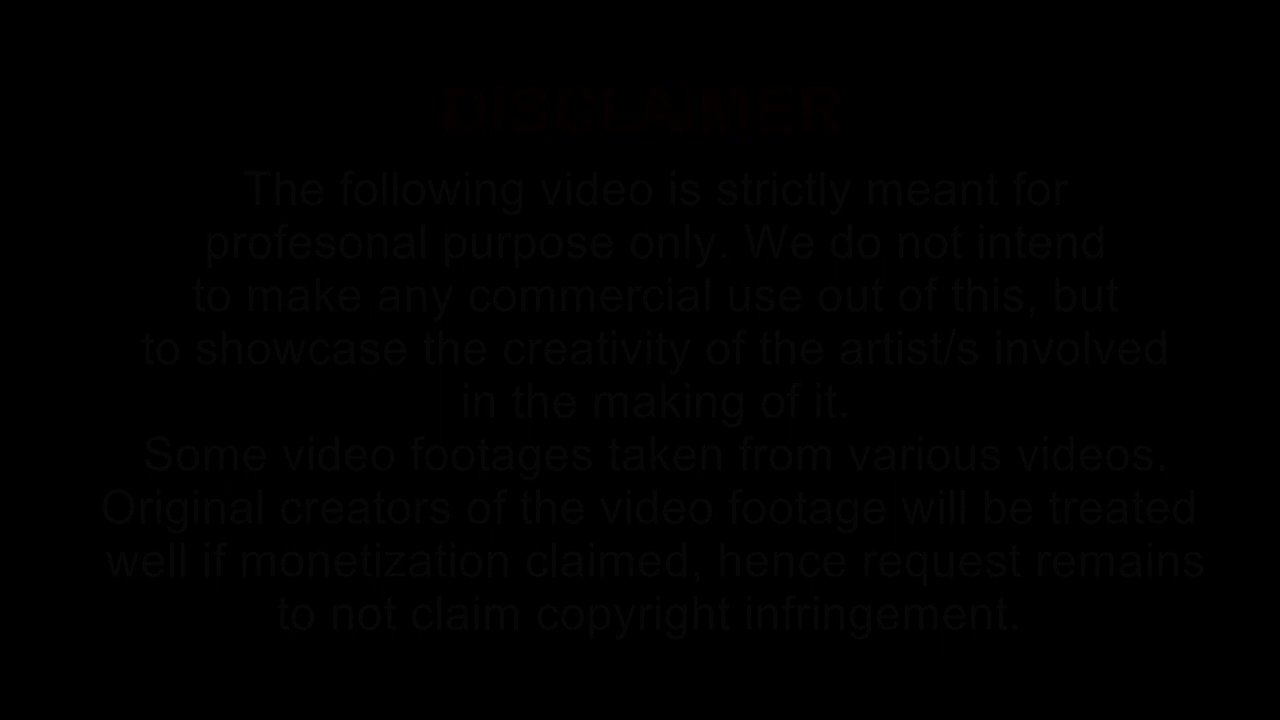 DISCLAIMER
The following video is strictly meant for
profesonal purpose only. We do not intend
to make any commercial use out of this, but
to showcase the creativity of the artist/s involved
in the making of it.
Some video footages taken from various videos.
Original creators of the video footage will be treated
well if monetization claimed, hence request remains
to not claim copyright infringement.